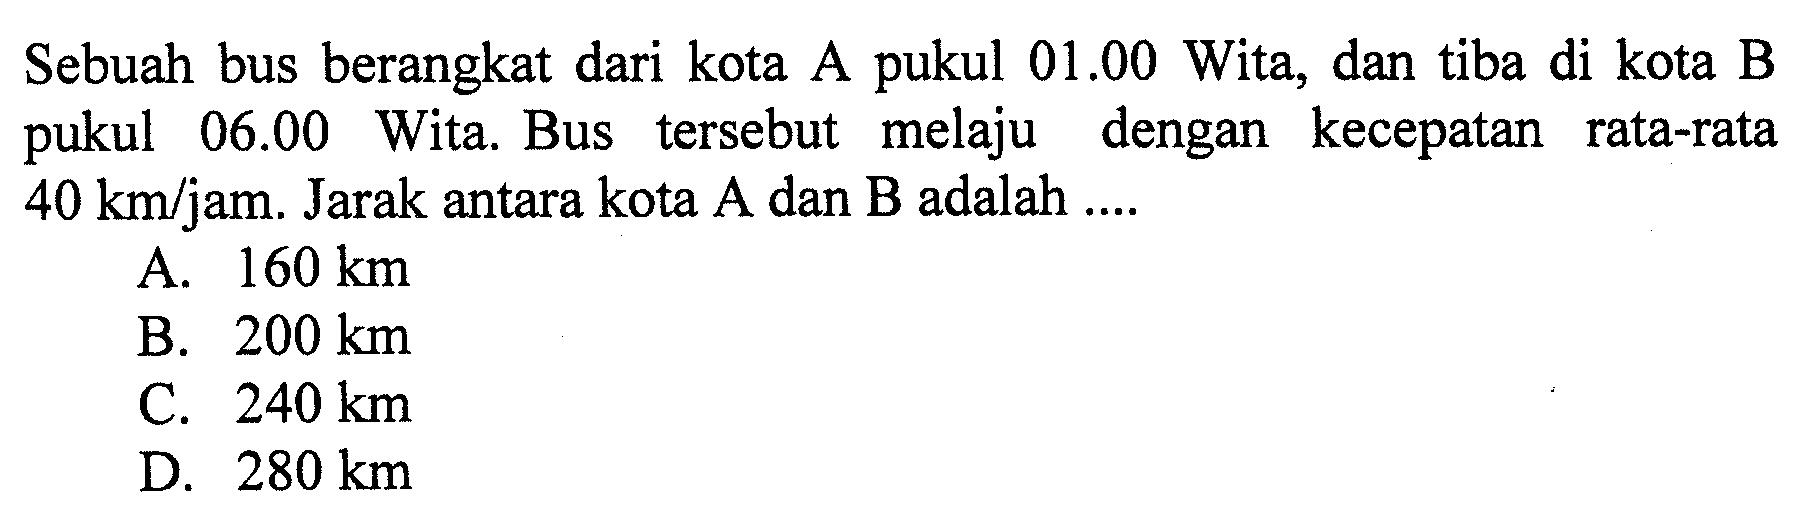 Sebuah bus berangkat dari kota A pukul 01.00 Wita, dan tiba di kota B
pukul 06.00 Wita. Bus tersebut melaju dengan kecepatan rata-rata
40 km/jam. Jarak antara kota A dan B adalah ....
A. 160 km
B. 200 km
C. 240 km
D. 280 km